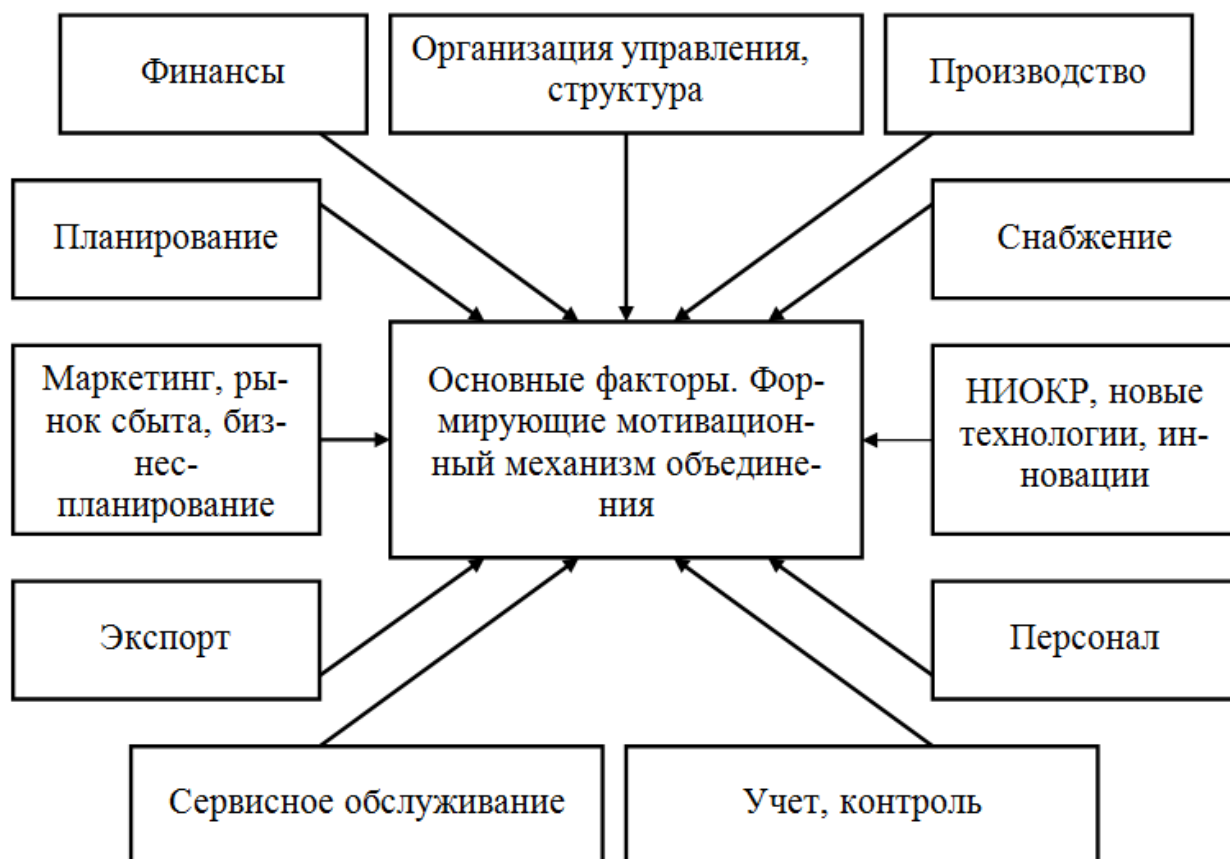 Финансы
Организация управления,
структура
Производство
Планирование
Снабжение
Маркетинг, ры-
нок сбыта, биз-
нес-
планирование
Основные факторы. Фор-
мирующие мотивацион-
ный механизм объедине-
ния
НИОКР, новые
технологии, ин-
новации
Экспорт
Персонал
Сервисное обслуживание
Учет, контроль